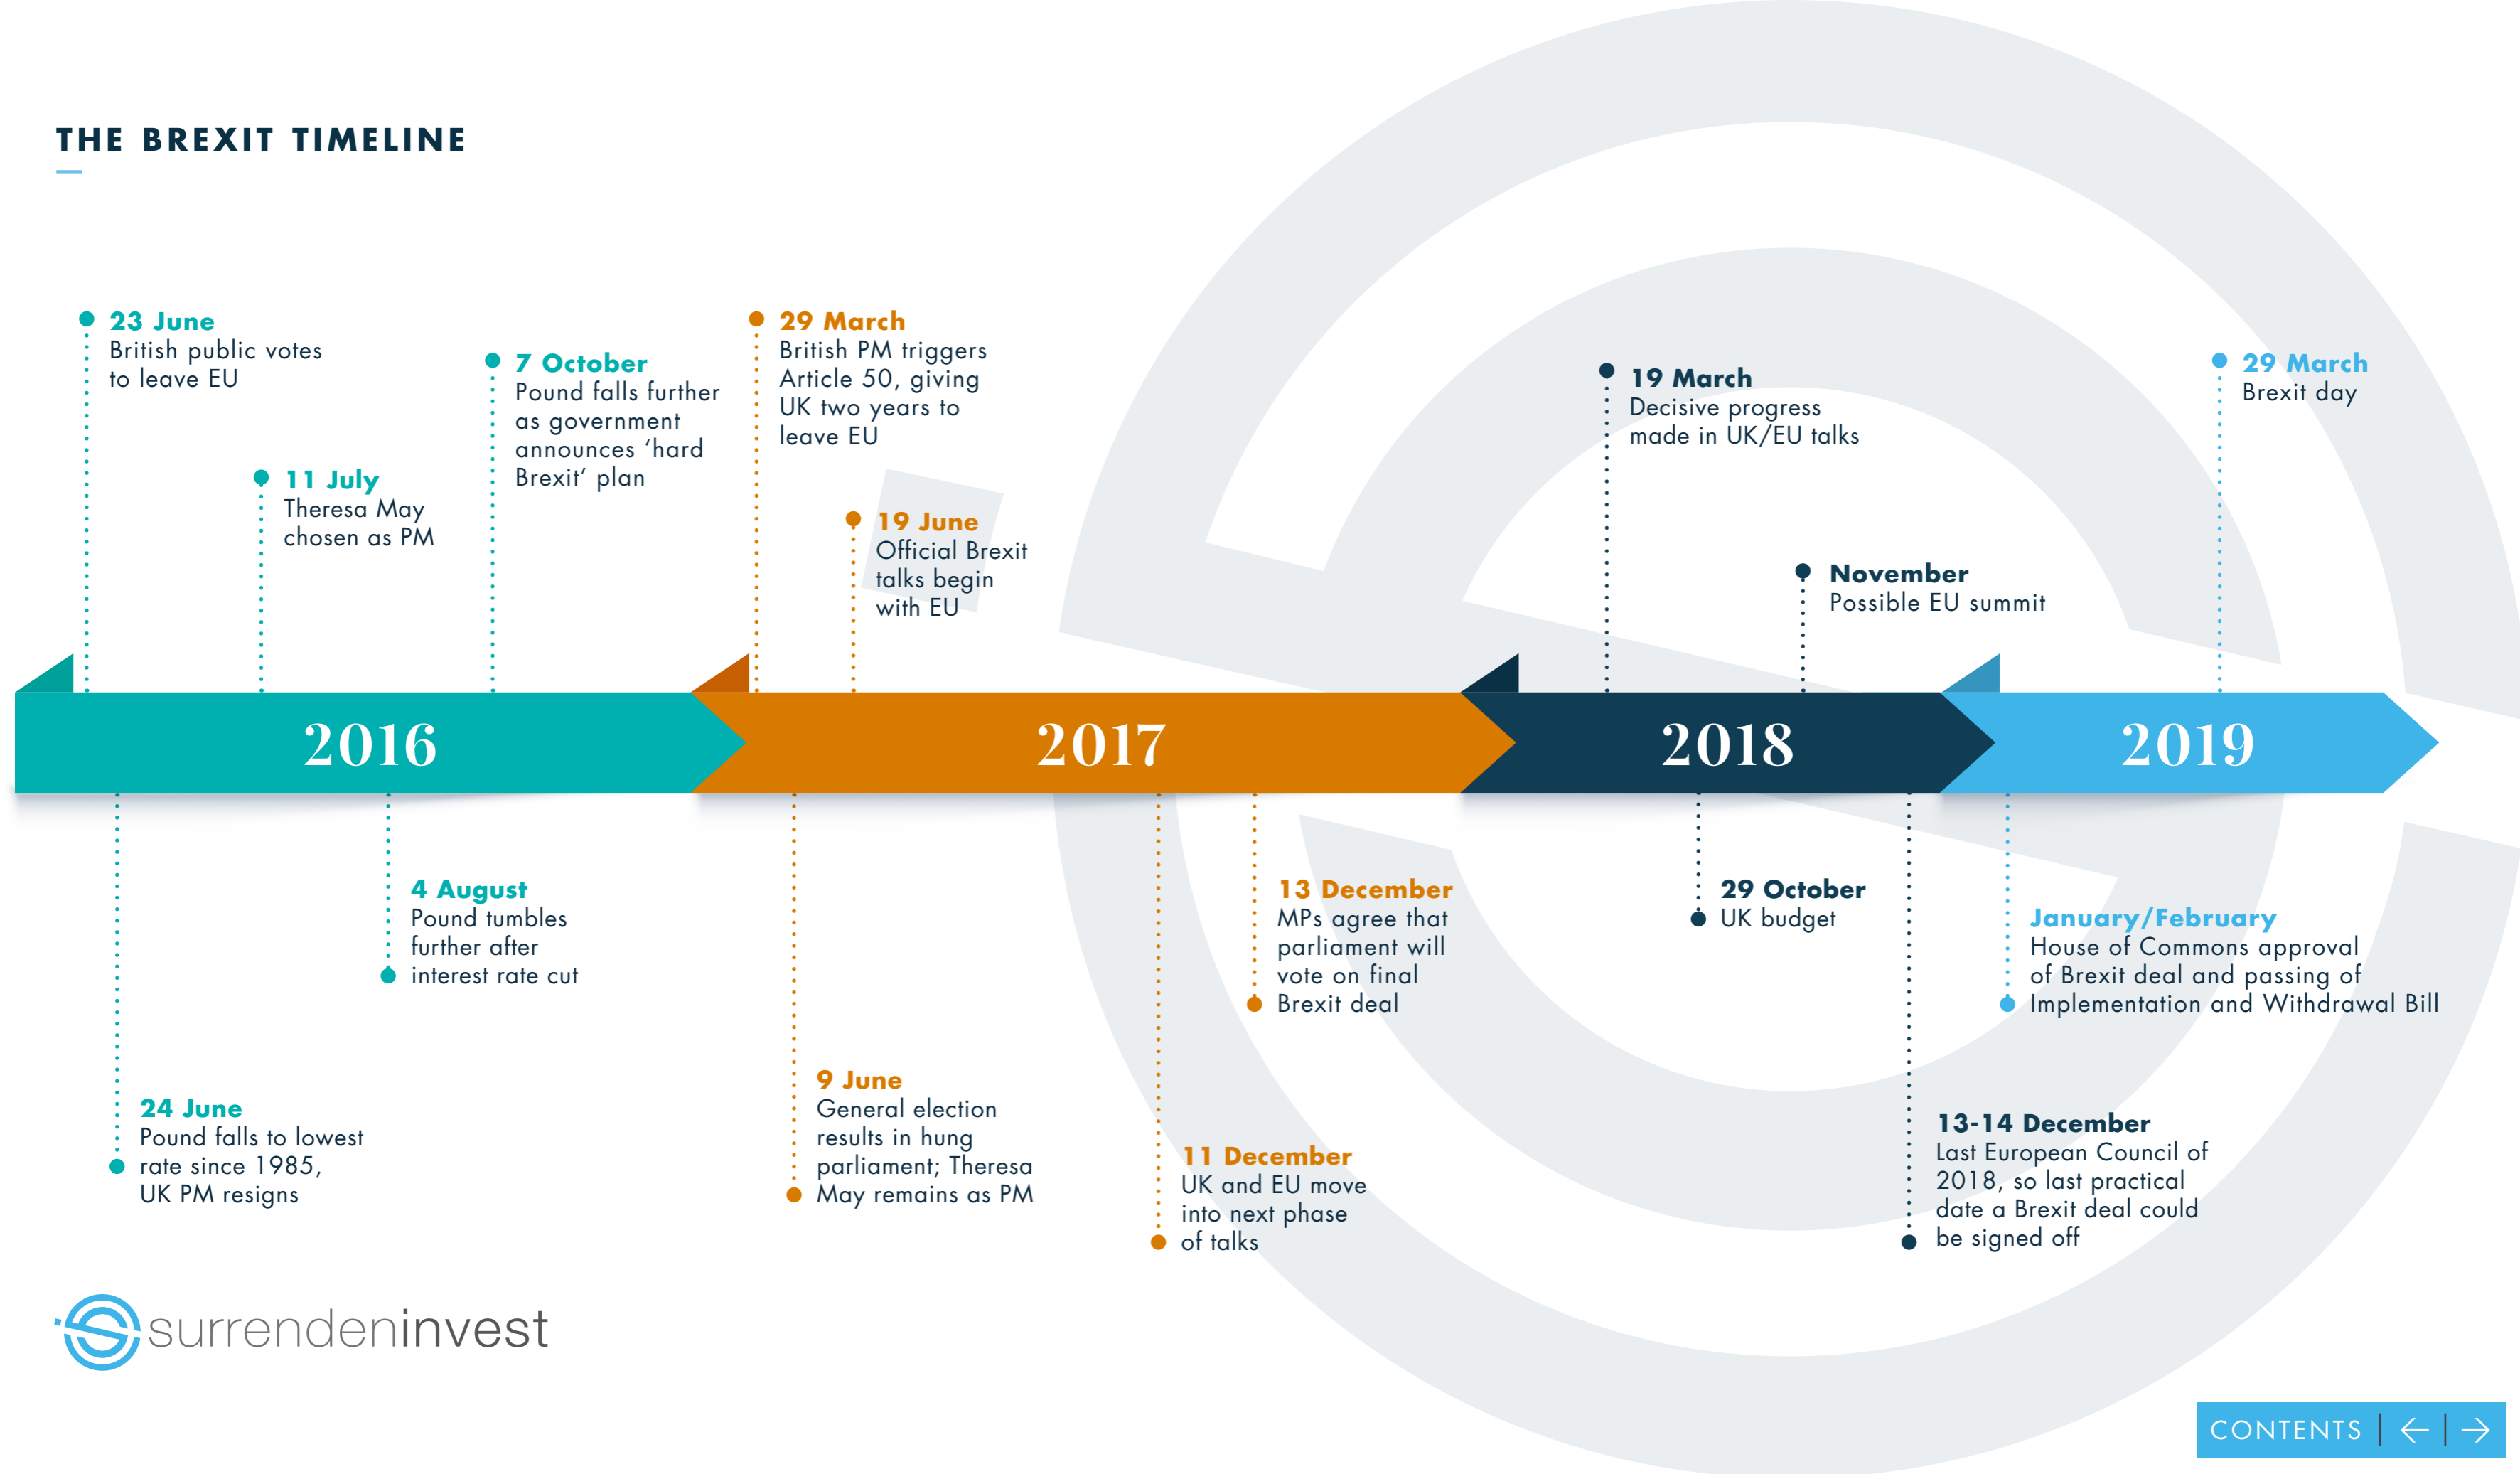 THE BREXIT TIMELINE
23 June
British public votes
to leave EU
11 July
Theresa May
chosen as PM
7 October
Pound falls further
as government
announces ‘hard
Brexit’ plan
29 March
British PM triggers
Article 50, giving
UK two years to
leave EU
19 June
Official Brexit
talks begin
with EU
19 March
Decisive progress
made in UK/EU talks
November
Possible EU summit
29 March
Brexit day
2016
2017
2018
2019
24 June
Pound falls to lowest
rate since 1985,
UK PM resigns
4 August
Pound tumbles
further after
interest rate cut
9 June
General election
results in hung
parliament; Theresa
May remains as PM
11 December
UK and EU move
into next phase
of talks
13 December
MPs agree that
parliament will
vote on final
Brexit deal
29 October
UK budget
13-14 December
Last European Council of
2018, so last practical
date a Brexit deal could
be signed off
January/February
House of Commons approval
of Brexit deal and passing of
Implementation and Withdrawal Bill
surrendeninvest
CONTENTS